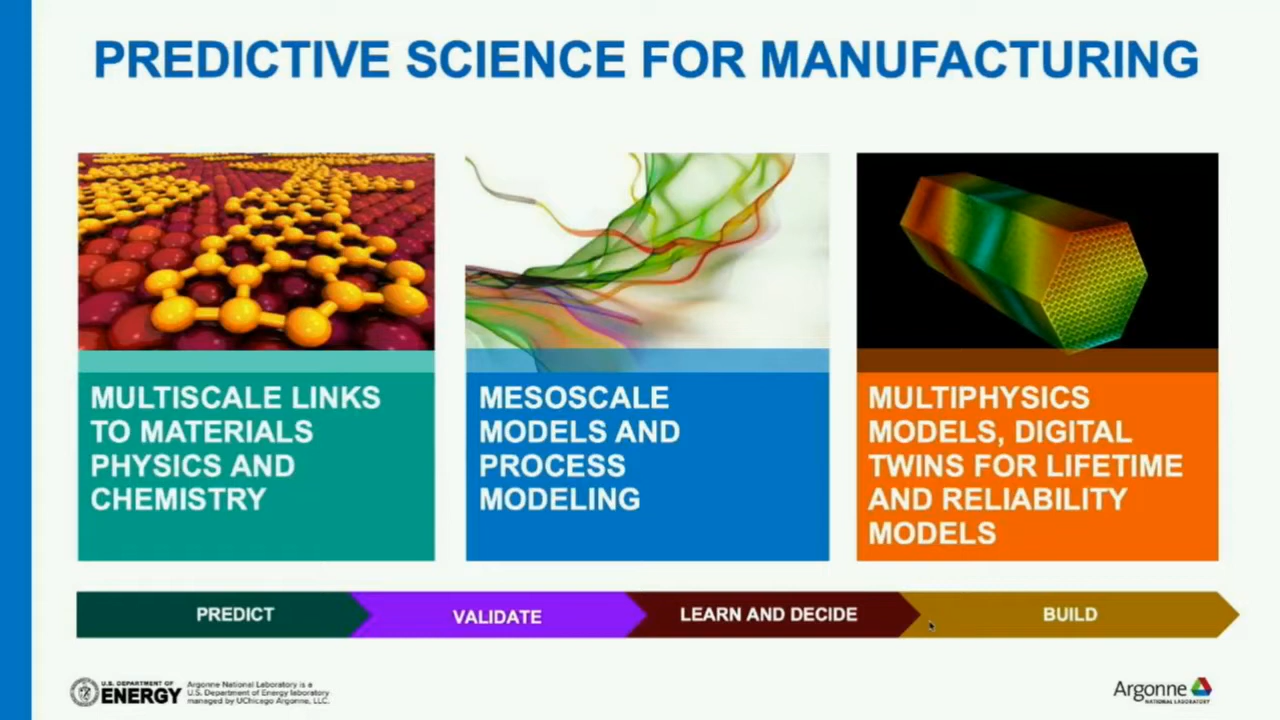 PREDICTIVE SCIENCE FOR MANUFACTURING
MULTISCALE LINKS
TO MATERIALS
PHYSICS AND
CHEMISTRY
MESOSCALE
MODELS AND
PROCESS
MODELING
MULTIPHYSICS
MODELS, DIGITAL
TWINS FOR LIFETIME
AND RELIABILITY
MODELS
PREDICT
VALIDATE
LEARN AND DECIDE
BUILD
U.S. DEPARTMENT OF
ENERGY
Argonne National Laboratory is a
U.S. Department of Energy laboratory
managed by UChicago Argonne, LLC.
Argonne
NATIONAL LABORATORY